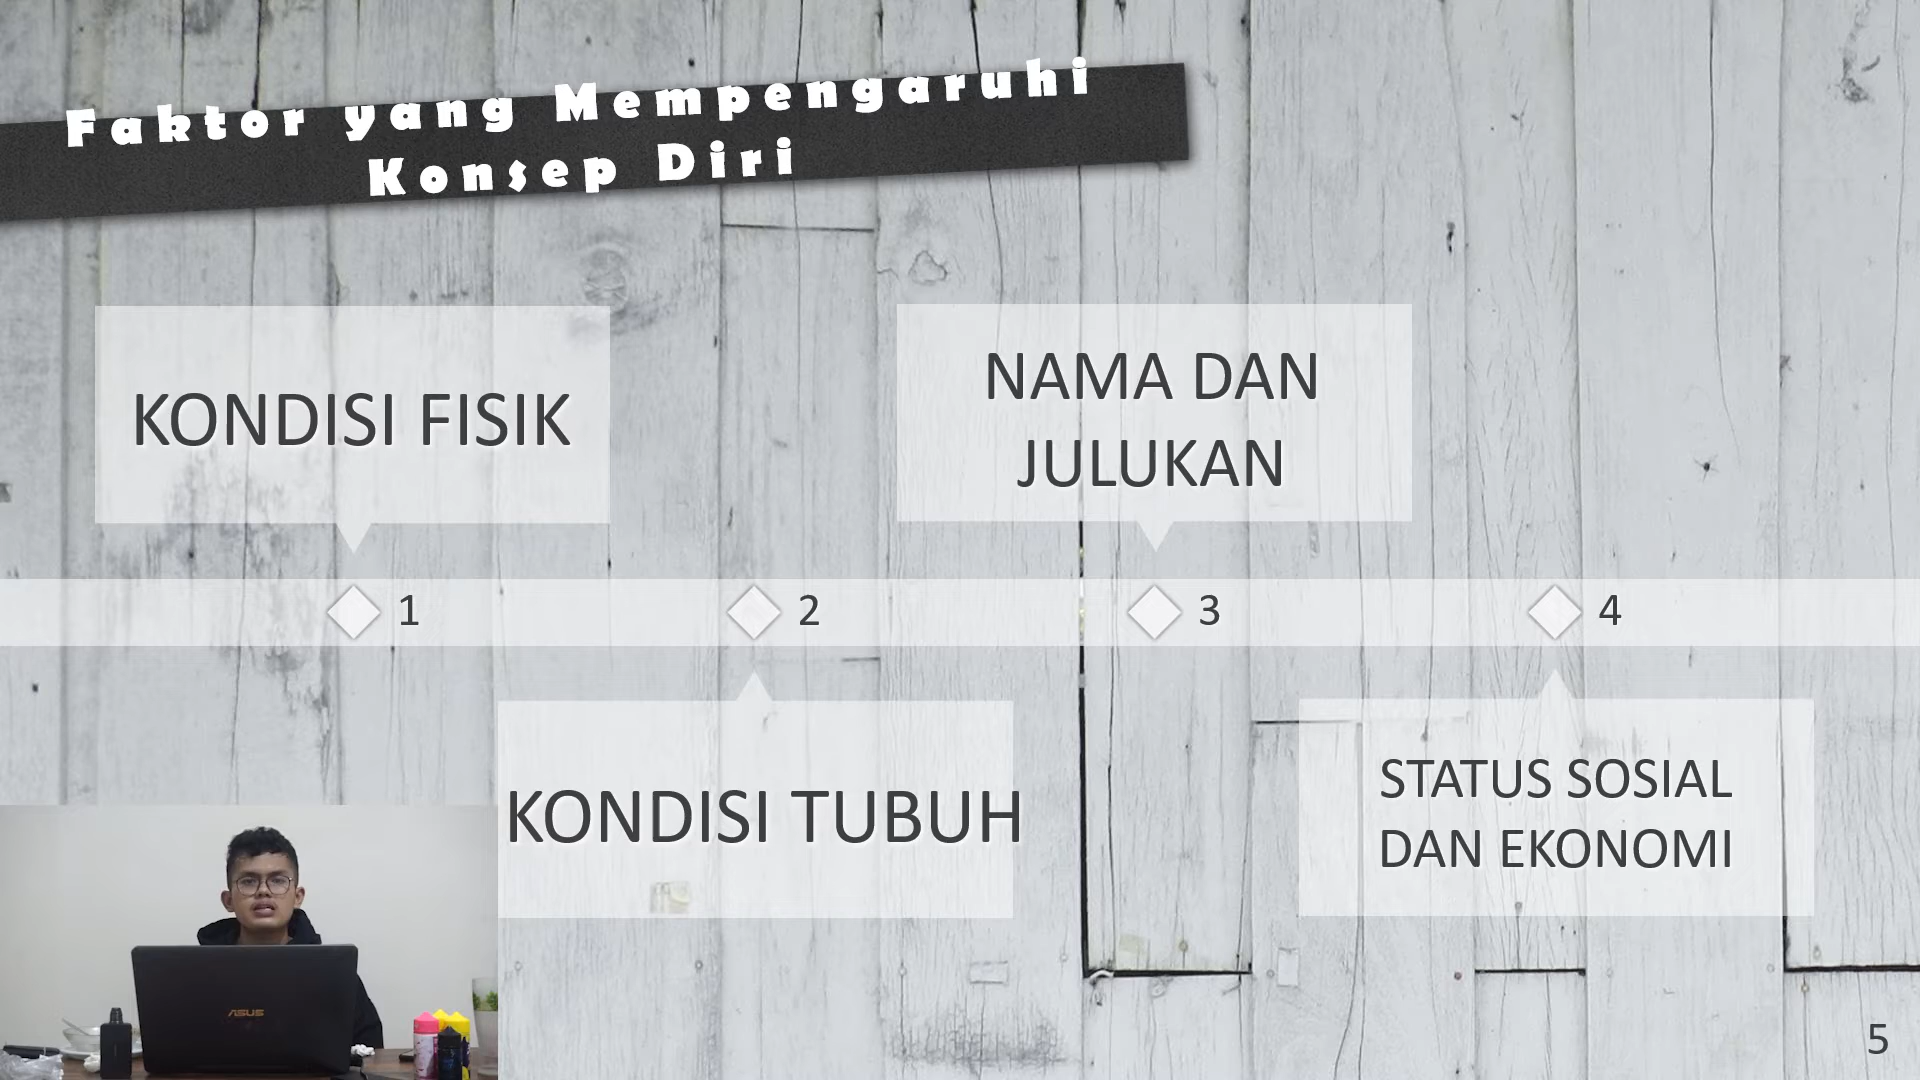 Faktor yang Mempengaruhi
Konsep Diri
KONDISI FISIK
NAMA DAN
JULUKAN
1
2
3
4
KONDISI TUBUH
STATUS SOSIAL
DAN EKONOMI
ASUS
5